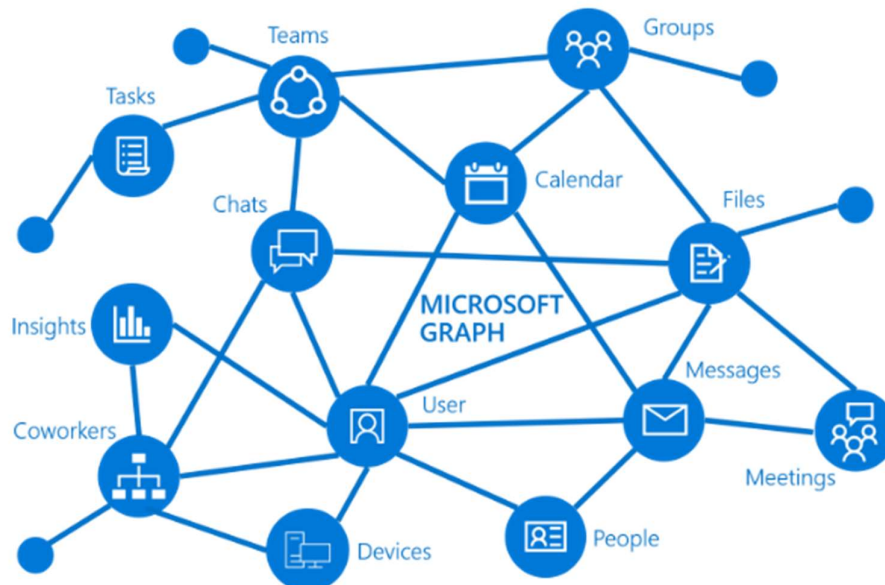 Groups
Teams
Tasks
Calendar
Chats
Files
MICROSOFT
GRAPH
Insights
Messages
User
Coworkers
Meetings
People
Devices